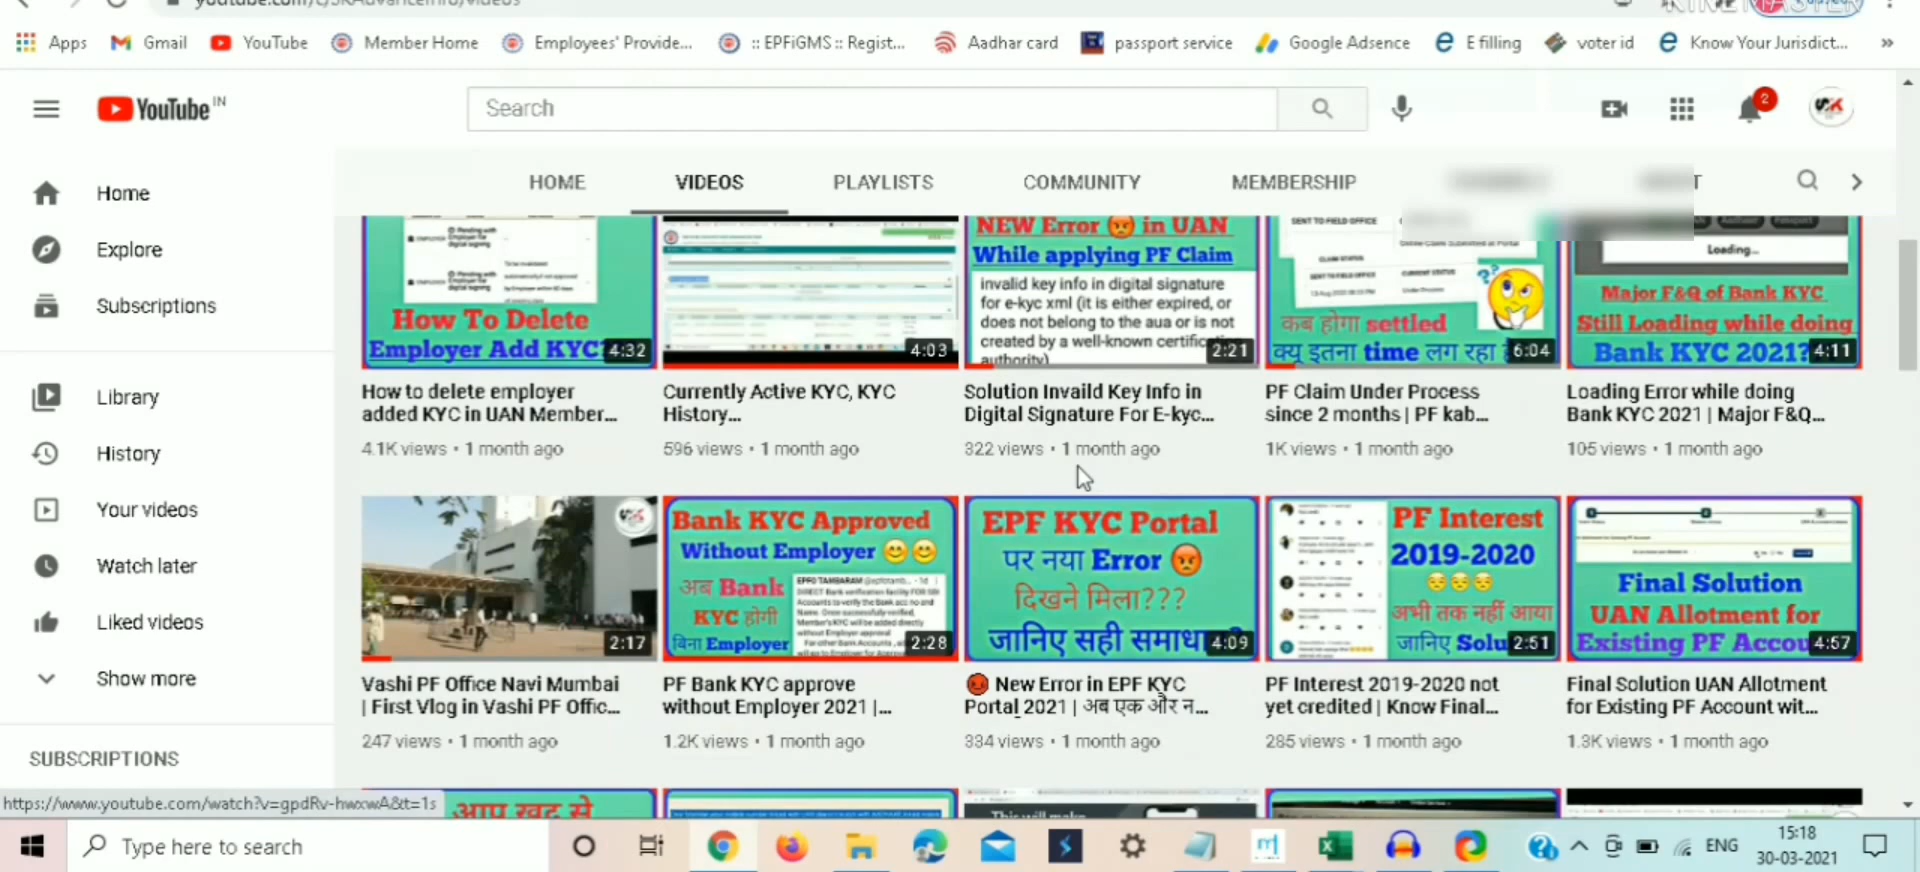 Apps Gmail YouTube Member Home Employees' Provide... :: EPFiGMS :: Regist... Aadhar card passport service Google Adsence E filling voter id Know Your Jurisdict... »
YouTube IN
Search
2
HOME VIDEOS PLAYLISTS COMMUNITY MEMBERSHIP
Home
Explore
Subscriptions
Library
History
Your videos
Watch later
Liked videos
Show more
SUBSCRIPTIONS
How To Delete
Employer Add KYC
4:32
4:03
NEW Error in UAN
While applying PF Claim
invalid key info in digital signature
for e-kyc xml (it is either expired, or
does not belong to the aua or is not
created by a well-known
authority)
2:21
SENT TO FIELD OFFICE
CLAIM STATUS
कब होगा settled
क्यू इतना time लग रहा
6:04
Loading...
Major F&Q of Bank KYC
Still Loading while doing
Bank KYC 2021?
4:11
How to delete employer
added KYC in UAN Member...
4.1K views • 1 month ago
Currently Active KYC, KYC
History...
596 views • 1 month ago
Solution Invaild Key Info in
Digital Signature For E-kyc...
322 views • 1 month ago
PF Claim Under Process
since 2 months | PF kab...
1K views • 1 month ago
Loading Error while doing
Bank KYC 2021 | Major F&Q...
105 views • 1 month ago
2:17
Bank KYC Approved
Without Employer
अब Bank
KYC होगी
बिना Employer
EPFO TAMBARAM
2:28
EPF KYC Portal
पर नया Error
दिखने मिला???
जानिए सही
4:09
PF Interest
2019-2020
अभी तक नहीं आया
जानिए
2:51
Final Solution
UAN Allotment for
Existing PF
4:57
Vashi PF Office Navi Mumbai
| First Vlog in Vashi PF Offic...
247 views • 1 month ago
PF Bank KYC approve
without Employer 2021 |...
1.2K views • 1 month ago
New Error in EPF KYC
Portal 2021 | अब एक और न...
334 views • 1 month ago
PF Interest 2019-2020 not
yet credited | Know Final...
285 views • 1 month ago
Final Solution UAN Allotment
for Existing PF Account wit...
1.3K views • 1 month ago
https://www.youtube.com/watch?v=gpdRv-hwxwA&t=1s
आप खुद से
This will make
Type here to search
ENG
15:18
30-03-2021